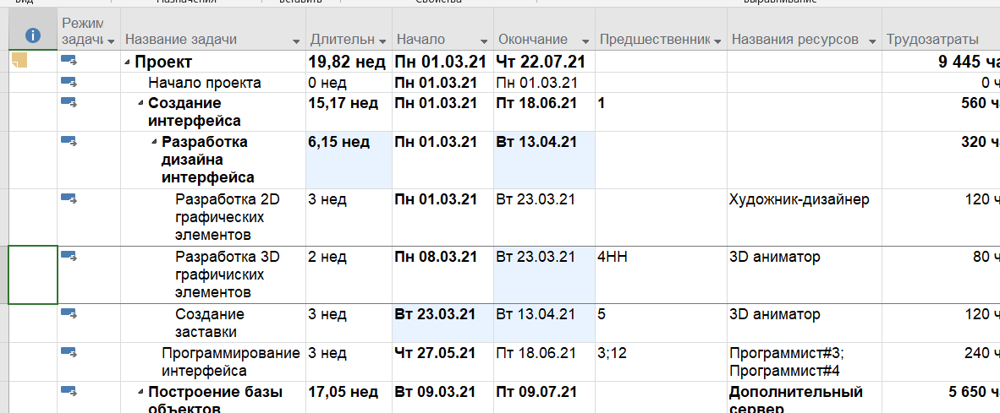 Вид Назначения Вставить Свойства Выравнивание
Режим
задачи Название задачи Длительн Начало Окончание Предшественник Названия ресурсов Трудозатраты
Проект 19,82 нед Пн 01.03.21 Чт 22.07.21 9 445 ча
Начало проекта 0 нед Пн 01.03.21 Пн 01.03.21 0 ч
Создание 15,17 нед Пн 01.03.21 Пт 18.06.21 1 560 ча
интерфейса
Разработка 6,15 нед Пн 01.03.21 Вт 13.04.21 320 ча
дизайна
интерфейса
Разработка 2D 3 нед Пн 01.03.21 Вт 23.03.21 Художник-дизайнер 120 ч
графических
элементов
Разработка 3D 2 нед Пн 08.03.21 Вт 23.03.21 4НН 3D аниматор 80 ч
графичиских
элементов
Создание 3 нед Вт 23.03.21 Вт 13.04.21 5 3D аниматор 120 ч
заставки
Программирование 3 нед Чт 27.05.21 Пт 18.06.21 3;12 Программист#3; 240 ч
интерфейса Программист#4
Построение базы 17,05 нед Вт 09.03.21 Пт 09.07.21 Дополнительный 5 650 ча
объектов сервер